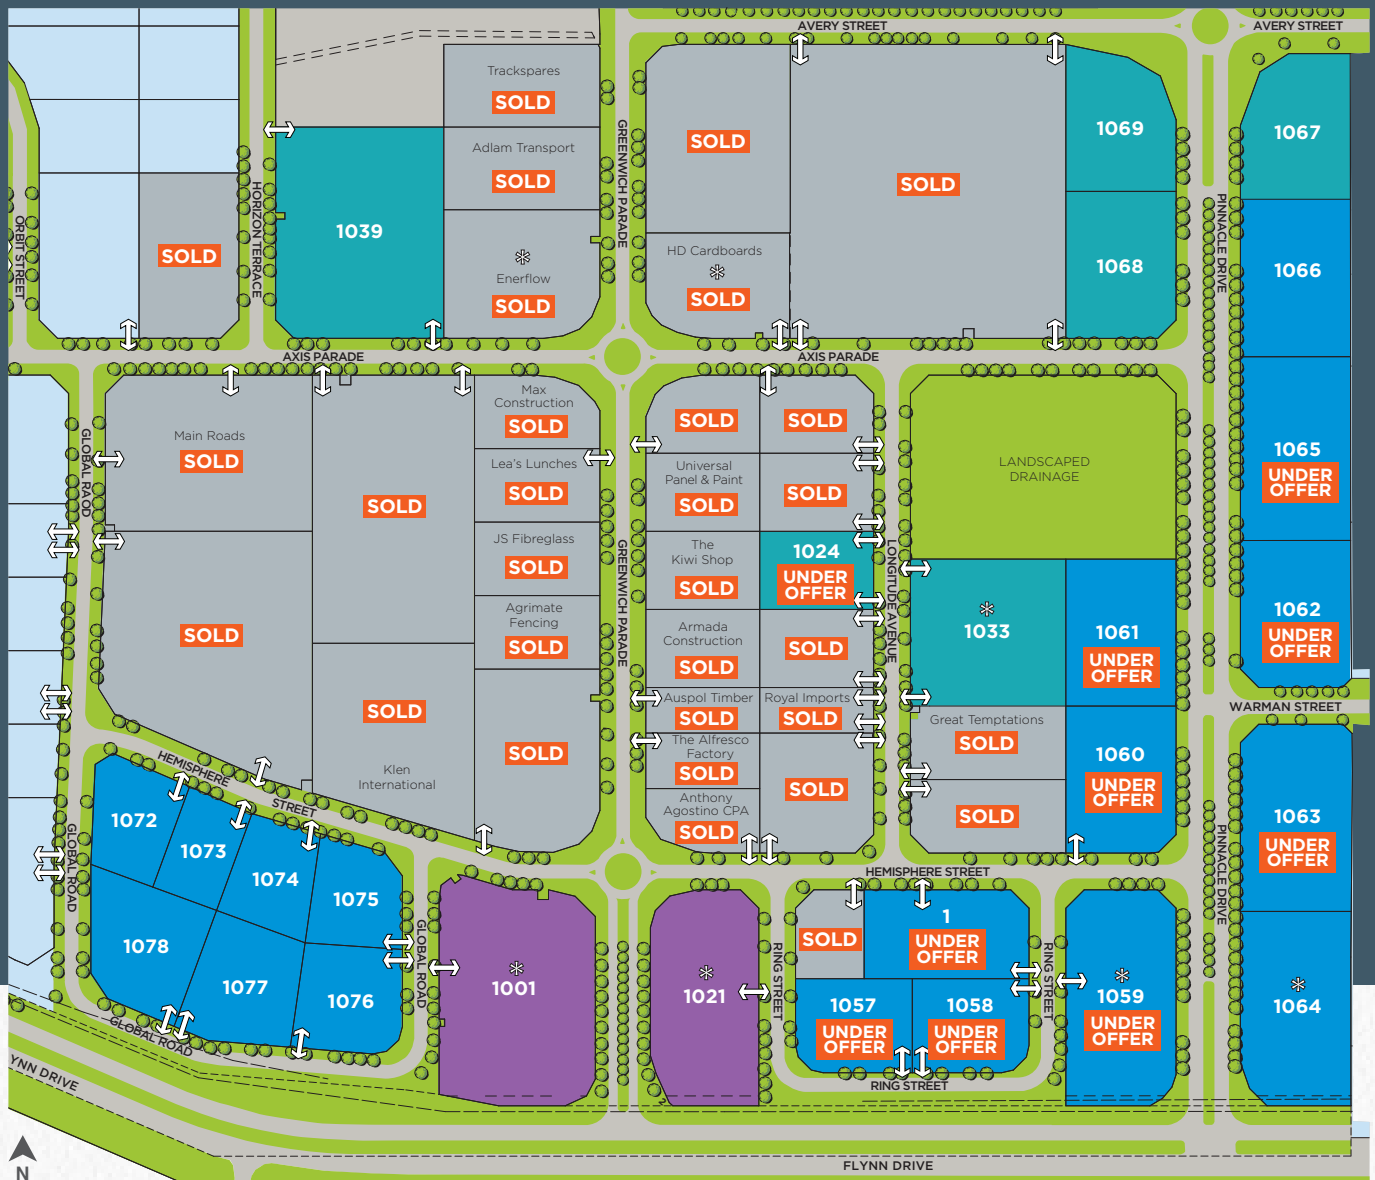 AVERY STREET
AVERY STREET
Trackspares
SOLD
Adlam Transport
SOLD
*
Enerflow
SOLD
1039
SOLD
ORBIT STREET
HORIZON TERRACE
GREENWICH PARADE
SOLD
HD Cardboards
*
SOLD
SOLD
1069
1068
PINNACLE DRIVE
1067
1066
1065
UNDER
OFFER
1062
UNDER
OFFER
AXIS PARADE
AXIS PARADE
GLOBAL RAOD
Main Roads
SOLD
SOLD
SOLD
SOLD
Klen
International
Max
Construction
SOLD
Lea's Lunches
SOLD
JS Fibreglass
SOLD
Agrimate
Fencing
SOLD
SOLD
GREENWICH PARADE
SOLD
SOLD
Universal
Panel & Paint
SOLD
SOLD
The
Kiwi Shop
SOLD
1024
UNDER
OFFER
Armada
Construction
SOLD
SOLD
Auspol Timber
SOLD
Royal Imports
SOLD
The Alfresco
Factory
SOLD
SOLD
Anthony
Agostino CPA
SOLD
LONGITUDE AVENUE
LANDSCAPED
DRAINAGE
*
1033
1061
UNDER
OFFER
Great Temptations
SOLD
SOLD
1060
UNDER
OFFER
WARMAN STREET
1063
UNDER
OFFER
*
1064
PINNACLE DRIVE
HEMISPHERE
STREET
HEMISPHERE STREET
GLOBAL ROAD
1072
1073
1074
1075
1078
1077
1076
GLOBAL ROAD
GLOBAL ROAD
*
1001
*
1021
RING STREET
SOLD
1
UNDER
OFFER
1057
UNDER
OFFER
1058
UNDER
OFFER
RING STREET
RING STREET
*
1059
UNDER
OFFER
YNN DRIVE
FLYNN DRIVE
N